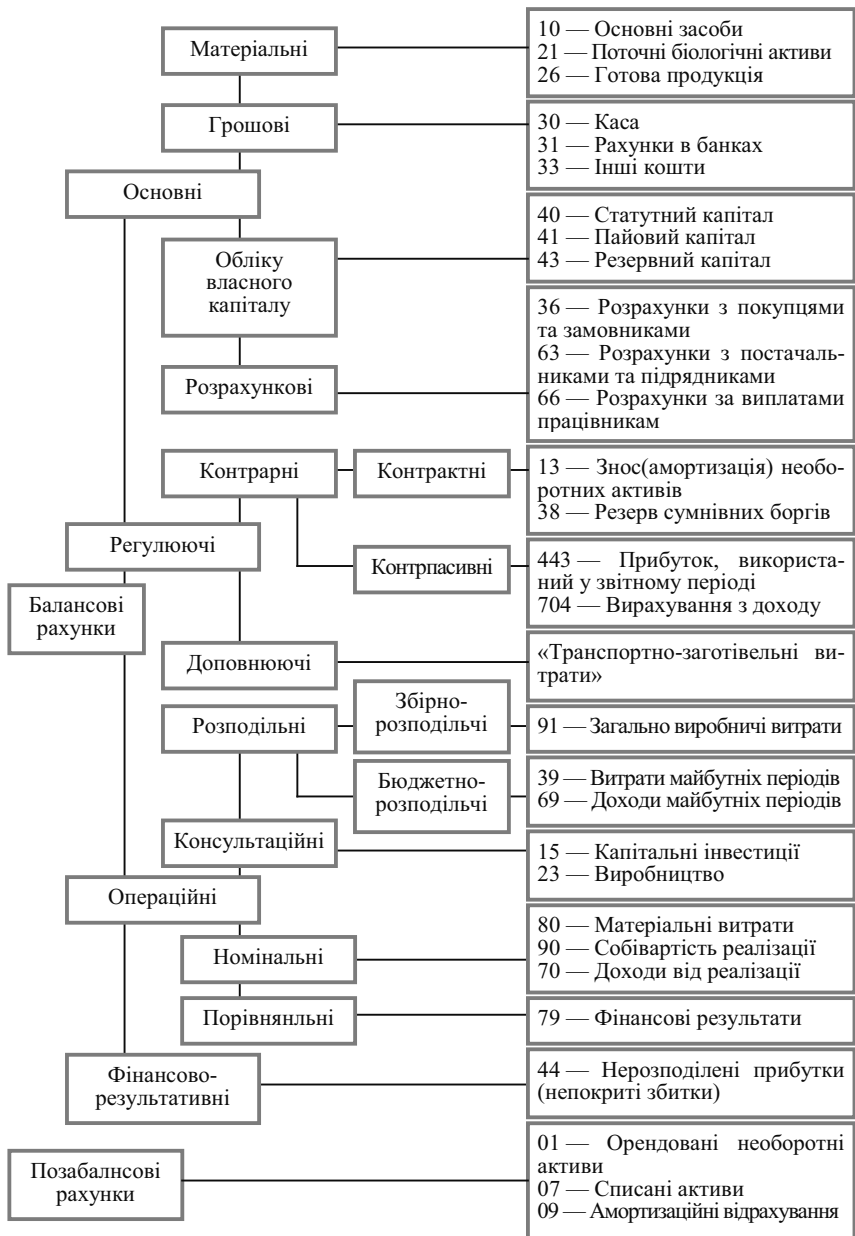 Матеріальні
10 — Основні засоби
21 — Поточні біологічні активи
26 — Готова продукція
Грошові
30 — Каса
31 — Рахунки в банках
33 — Інші кошти
Основні
Обліку
власного
капіталу
40 — Статутний капітал
41 — Пайовий капітал
43 — Резервний капітал
Розрахункові
36 — Розрахунки з покупцями
та замовниками
63 — Розрахунки з постачаль-
никами та підрядниками
66 — Розрахунки за виплатами
працівникам
Контрарні
Контрактні
13 — Знос(амортизація) необо-
ротних активів
38 — Резерв сумнівних боргів
Регулюючі
Контрпасивні
443 — Прибуток, використа-
ний у звітному періоді
704 — Вирахування з доходу
Балансові
рахунки
Доповнюючі
«Транспортно-заготівельні ви-
трати»
Розподільні
Збірно-
розподільчі
91 — Загально виробничі витрати
Бюджетно-
розподільчі
39 — Витрати майбутніх періодів
69 — Доходи майбутніх періодів
Консультаційні
15 — Капітальні інвестиції
23 — Виробництво
Операційні
Номінальні
80 — Матеріальні витрати
90 — Собівартість реалізації
70 — Доходи від реалізації
Порівнянльні
79 — Фінансові результати
Фінансово-
результативні
44 — Нерозподілені прибутки
(непокриті збитки)
Позабалнсові
рахунки
01 — Орендовані необоротні
активи
07 — Списані активи
09 — Амортизаційні відрахування